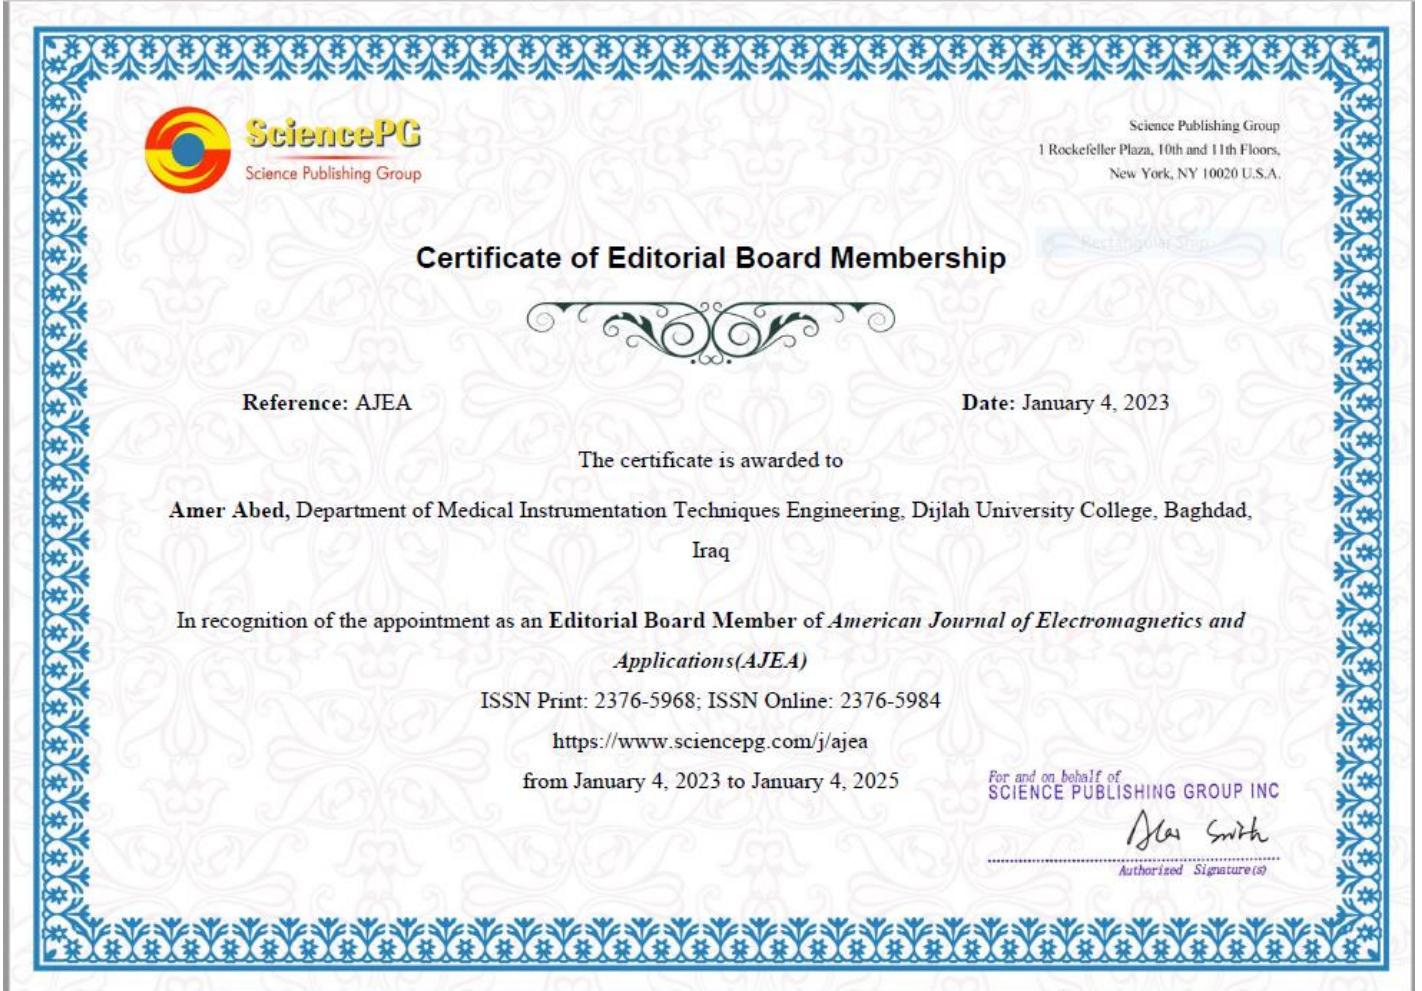 SciencePG
Science Publishing Group
Science Publishing Group
1 Rockefeller Plaza, 10th and 11th Floors,
New York, NY 10020 U.S.A.
Rectangular Snip
Certificate of Editorial Board Membership
Reference: AJEA
Date: January 4, 2023
The certificate is awarded to
Amer Abed, Department of Medical Instrumentation Techniques Engineering, Dijlah University College, Baghdad,
Iraq
In recognition of the appointment as an Editorial Board Member of American Journal of Electromagnetics and
Applications(AJEA)
ISSN Print: 2376-5968; ISSN Online: 2376-5984
https://www.sciencepg.com/j/ajea
from January 4, 2023 to January 4, 2025
For and on behalf of
SCIENCE PUBLISHING GROUP INC
Smith
Authorized Signature(s)